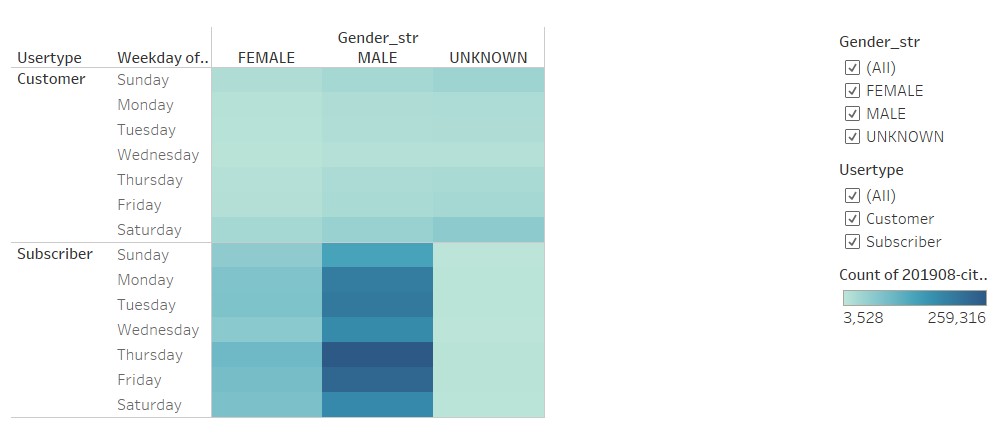 Gender_str
Usertype Weekday of.. FEMALE MALE UNKNOWN
Customer Sunday
Monday
Tuesday
Wednesday
Thursday
Friday
Saturday
Subscriber Sunday
Monday
Tuesday
Wednesday
Thursday
Friday
Saturday
Gender_str
(All)
FEMALE
MALE
UNKNOWN
Usertype
(All)
Customer
Subscriber
Count of 201908-cit..
3,528 259,316